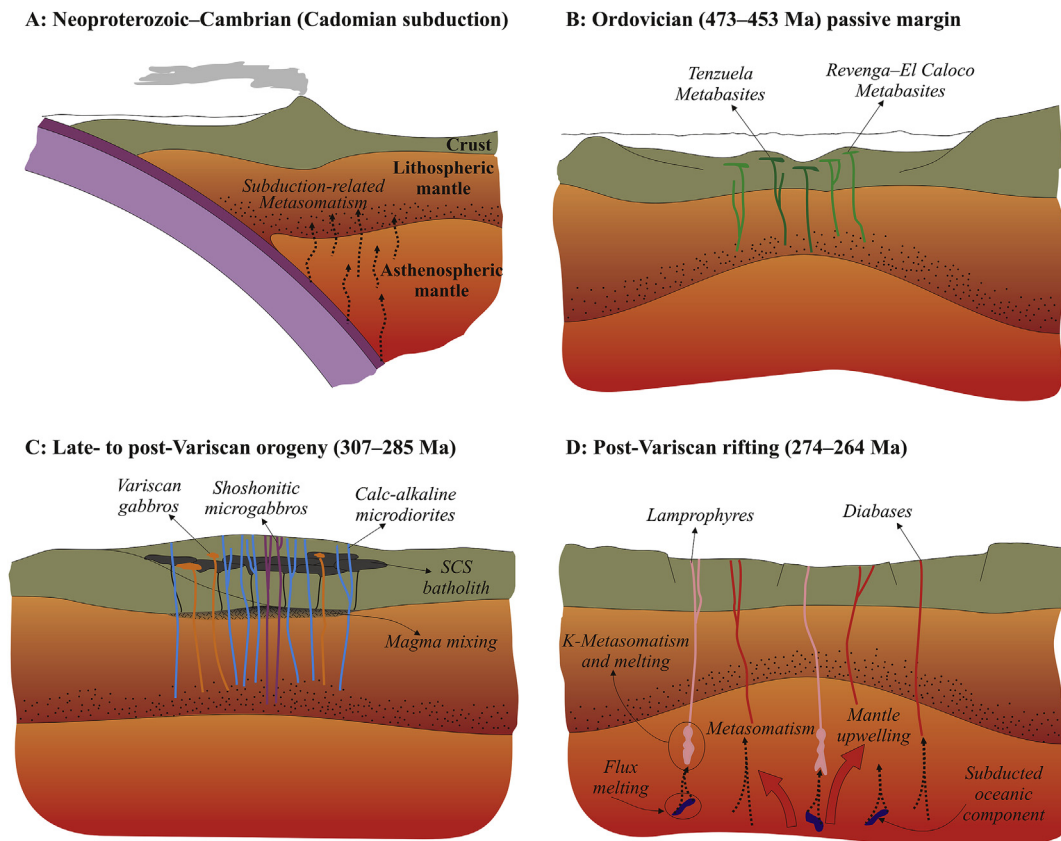 A: Neoproterozoic–Cambrian (Cadomian subduction)
Crust
Lithospheric
mantle
Subduction-related
Metasomatism
Asthenospheric
mantle
B: Ordovician (473–453 Ma) passive margin
Tenzuela
Metabasites
Revenga–El Caloco
Metabasites
C: Late- to post-Variscan orogeny (307–285 Ma)
Variscan
gabbros
Shoshonitic
microgabbros
Calc-alkaline
microdiorites
SCS
batholith
Magma mixing
D: Post-Variscan rifting (274–264 Ma)
Lamprophyres
Diabases
K-Metasomatism
and melting
Metasomatism
Mantle
upwelling
Flux
melting
Subducted
oceanic
component